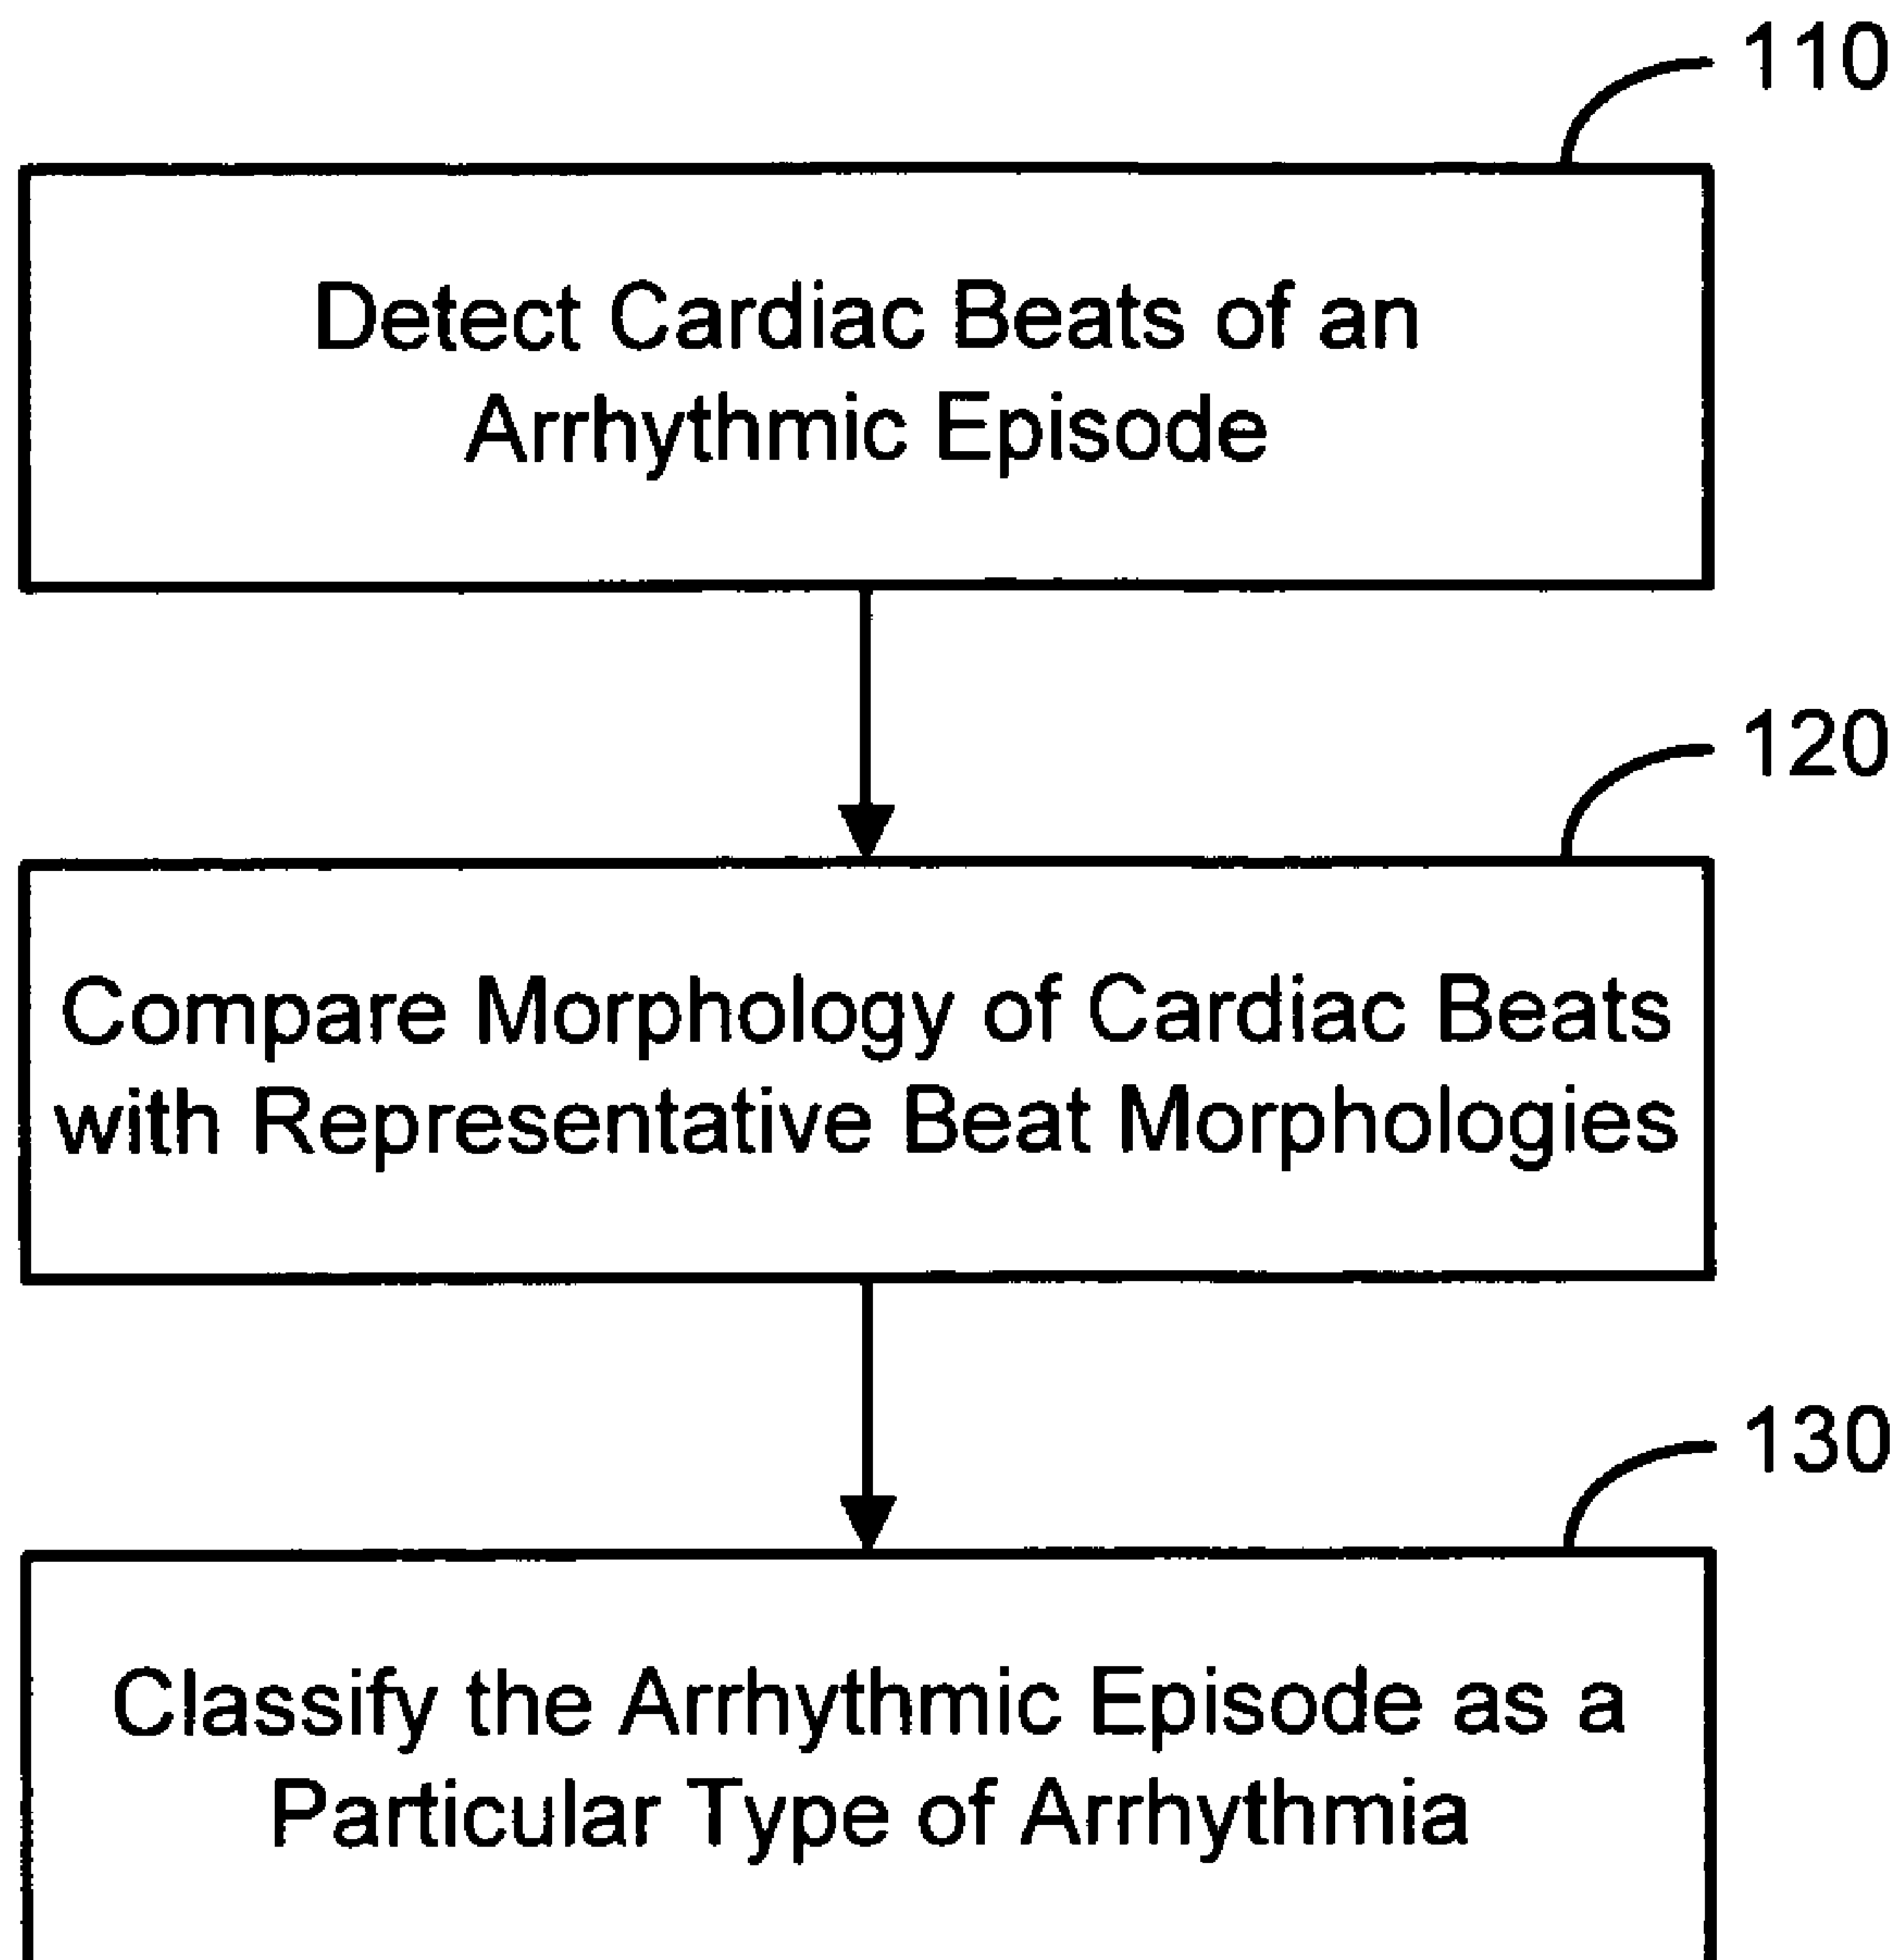 110
Detect Cardiac Beats of an
Arrhythmic Episode
120
Compare Morphology of Cardiac Beats
with Representative Beat Morphologies
130
Classify the Arrhythmic Episode as a
Particular Type of Arrhythmia